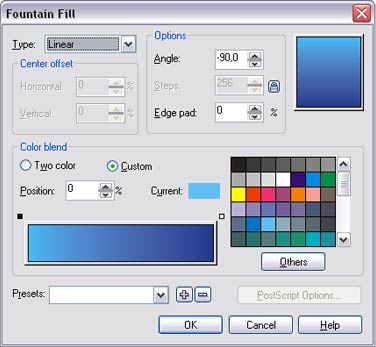 Fountain Fill
Type: Linear
Center offset
Horizontal: 0 %
Vertical: 0 %
Options
Angle: -90,0
Steps: 256
Edge pad: 0 %
Color blend
Two color Custom
Position: 0 % Current:
Others
Presets:
PostScript Options...
OK Cancel Help